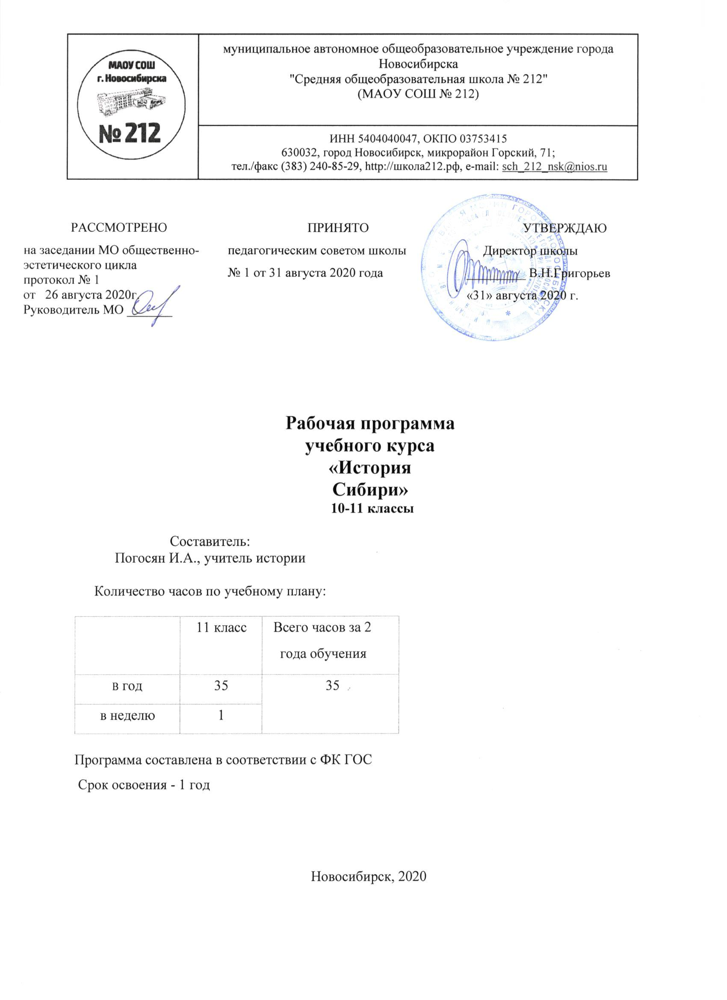 МАОУ СОШ
г. Новосибирска
№ 212
муниципальное автономное общеобразовательное учреждение города
Новосибирска
"Средняя общеобразовательная школа № 212"
(МАОУ СОШ № 212)
ИНН 5404040047, ОКПО 03753415
630032, город Новосибирск, микрорайон Горский, 71;
тел./факс (383) 240-85-29, http://школа212.рф, e-mail: sch_212_nsk@nios.ru
РАССМОТРЕНО
на заседании МО общественно-
эстетического цикла
протокол № 1
от 26 августа 2020г.
Руководитель МО
ПРИНЯТО
педагогическим советом школы
№ 1 от 31 августа 2020 года
УТВЕРЖДАЮ
Директор школы
В.Н.Григорьев
«31» августа 2020 г.
Рабочая программа
учебного курса
«История
Сибири»
10-11 классы
Составитель:
Погосян И.А., учитель истории
Количество часов по учебному плану:
11 класс
Всего часов за 2
года обучения
в год 35 35
в неделю 1
Программа составлена в соответствии с ФК ГОС
Срок освоения - 1 год
Новосибирск, 2020